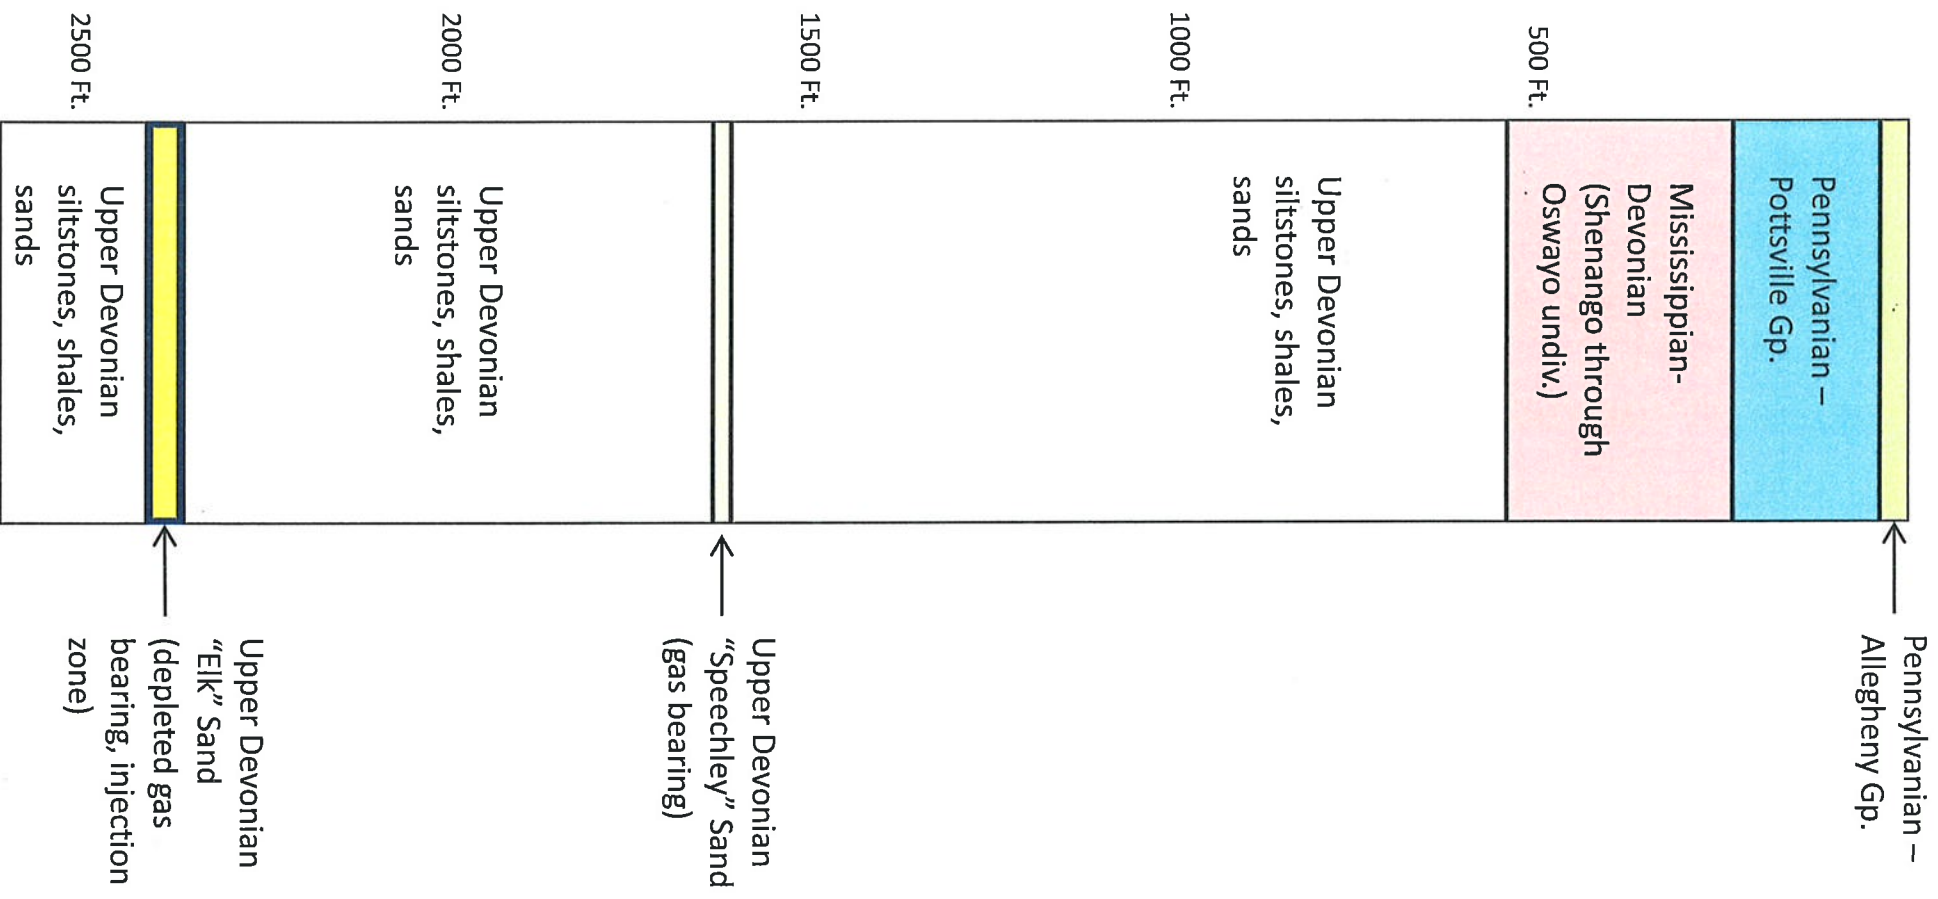 Pennsylvanian –
Allegheny Gp.
Pennsylvanian –
Pottsville Gp.
Mississippian-
Devonian
(Shenango through
Oswayo undiv.)
500 Ft.
Upper Devonian
siltstones, shales,
sands
1000 Ft.
1500 Ft.
Upper Devonian
“Speechley” Sand
(gas bearing)
Upper Devonian
siltstones, shales,
sands
2000 Ft.
Upper Devonian
“Elk” Sand
(depleted gas
bearing, injection
zone)
Upper Devonian
siltstones, shales,
sands
2500 Ft.